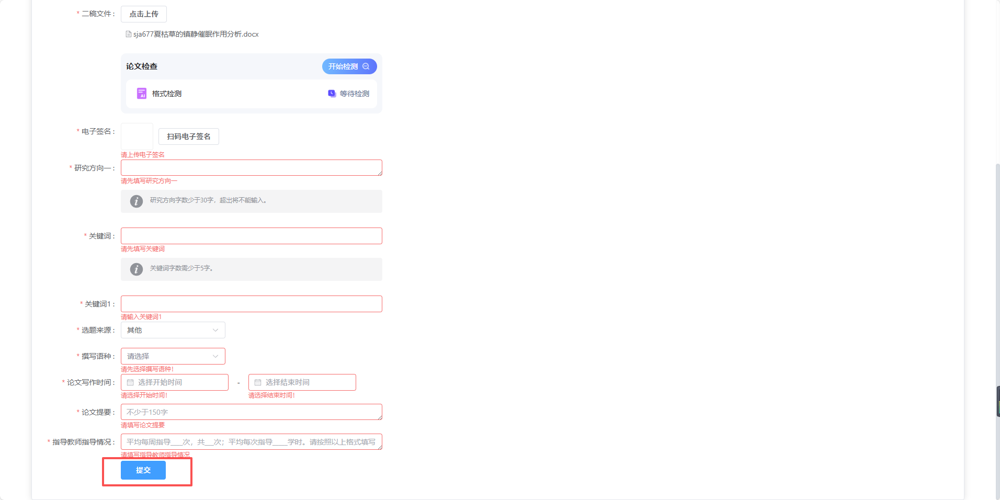 * 二稿文件： 点击上传
sja677夏枯草的镇静催眠作用分析.docx
论文检查 开始检测
AI 格式检测 等待检测
* 电子签名： 扫码电子签名
请上传电子签名
* 研究方向一：
请先填写研究方向一
研究方向字数少于30字，超出将不能输入。
* 关键词：
请先填写关键词
关键词字数需少于5字。
* 关键词1：
请输入关键词1
* 选题来源： 其他
* 撰写语种： 请选择
请先选择撰写语种！
* 论文写作时间： 选择开始时间 - 选择结束时间
请选择开始时间！ 请选择结束时间！
* 论文提要： 不少于150字
请填写论文提要
* 指导教师指导情况： 平均每周指导___次，共__次；平均每次指导____学时。请按照以上格式填写
请填写指导教师指导情况
提交